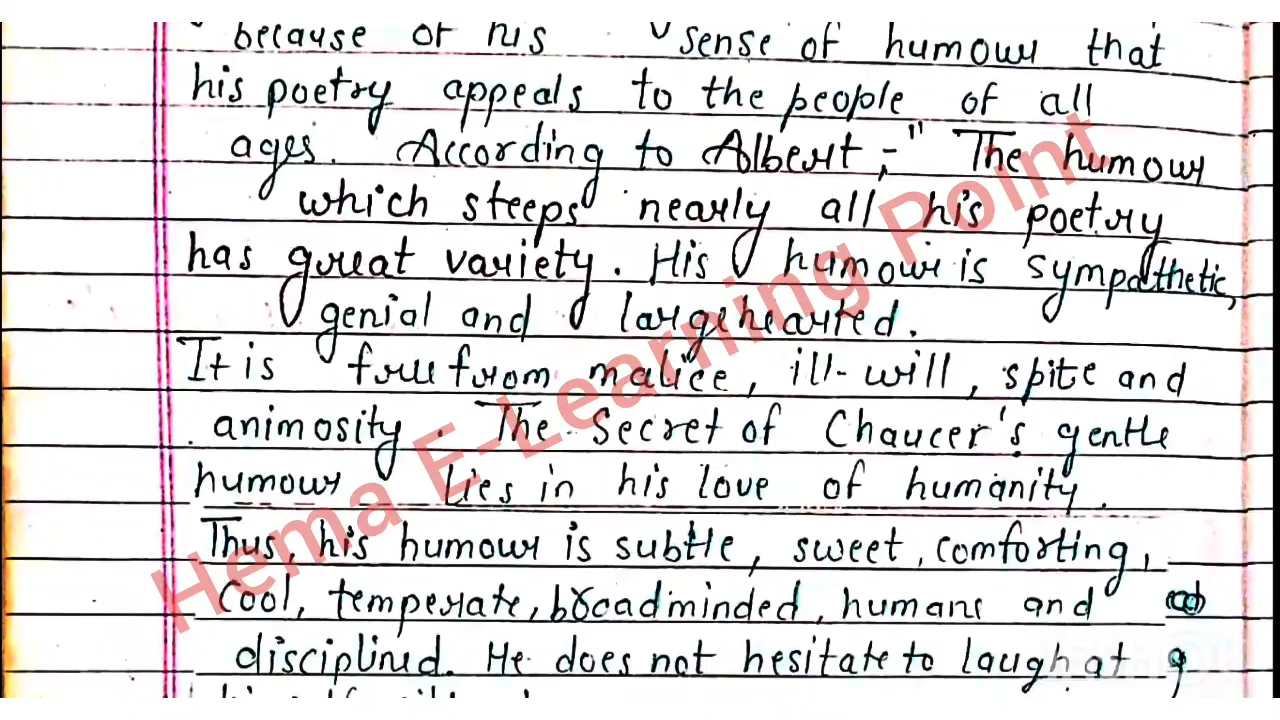 because of his sense of humour that
his poetry appeals to the people of all
ages. According to Albert ;- " The humour
which steeps nearly all his poetry
has great variety. His humour is sympathetic,
genial and largehearted.
It is free from malice, ill-will, spite and
animosity. The Secret of Chaucer's gentle
humour Lies in his love of humanity.
Thus, his humour is subtle, sweet, comforting,
Cool, temperate, broadminded, humane and
disciplined. He does not hesitate to laugh at
Hema E-Learning Point